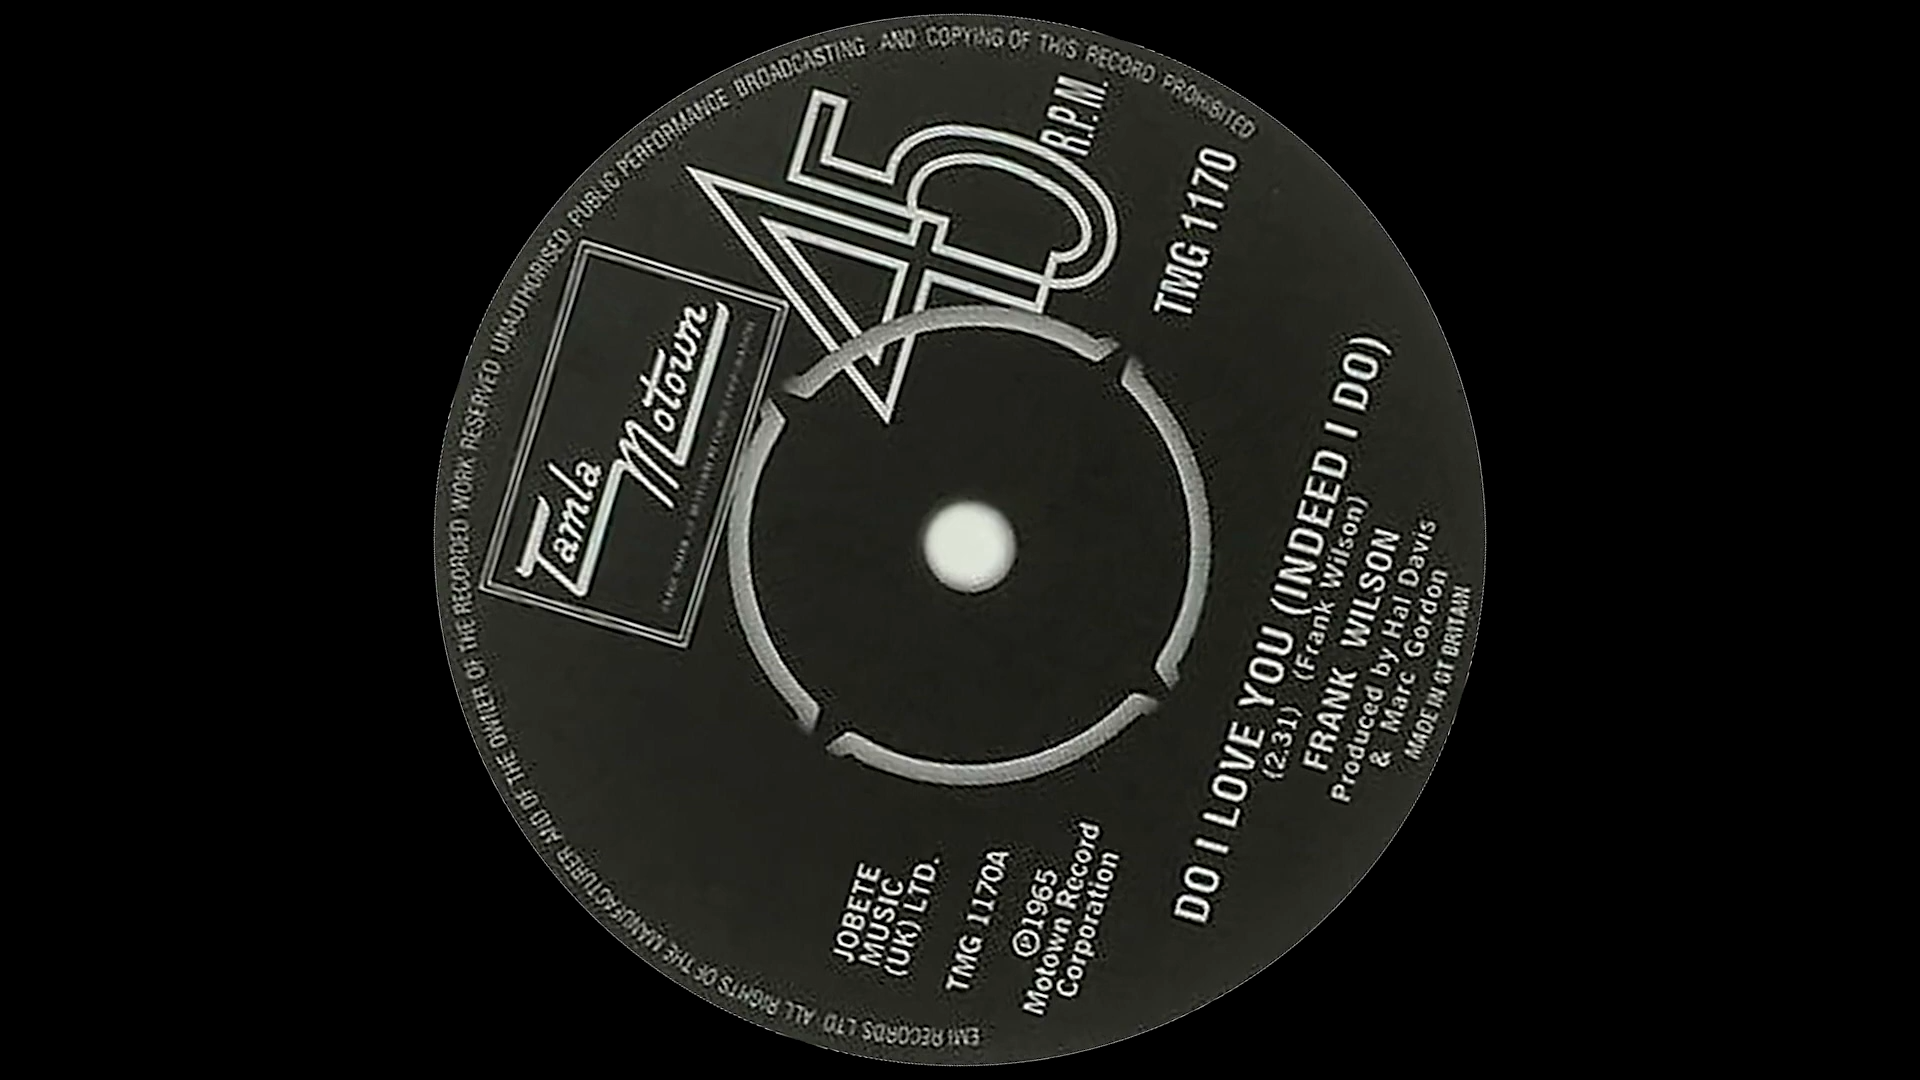 EMI RECORDS LTD. ALL RIGHTS OF THE MANUFACTURER AND OF THE OWNER OF THE RECORDED WORK RESERVED UNAUTHORISED PUBLIC PERFORMANCE BROADCASTING AND COPYING OF THIS RECORD PROHIBITED
Tamla
Motown
45
R.P.M.
TMG 1170
JOBETE
MUSIC
(UK) LTD.
TMG 1170A
Ⓟ1965
Motown Record
Corporation
DO I LOVE YOU (INDEED I DO)
(2.31) (Frank Wilson)
FRANK WILSON
Produced by Hal Davis
& Marc Gordon
MADE IN GT BRITAIN